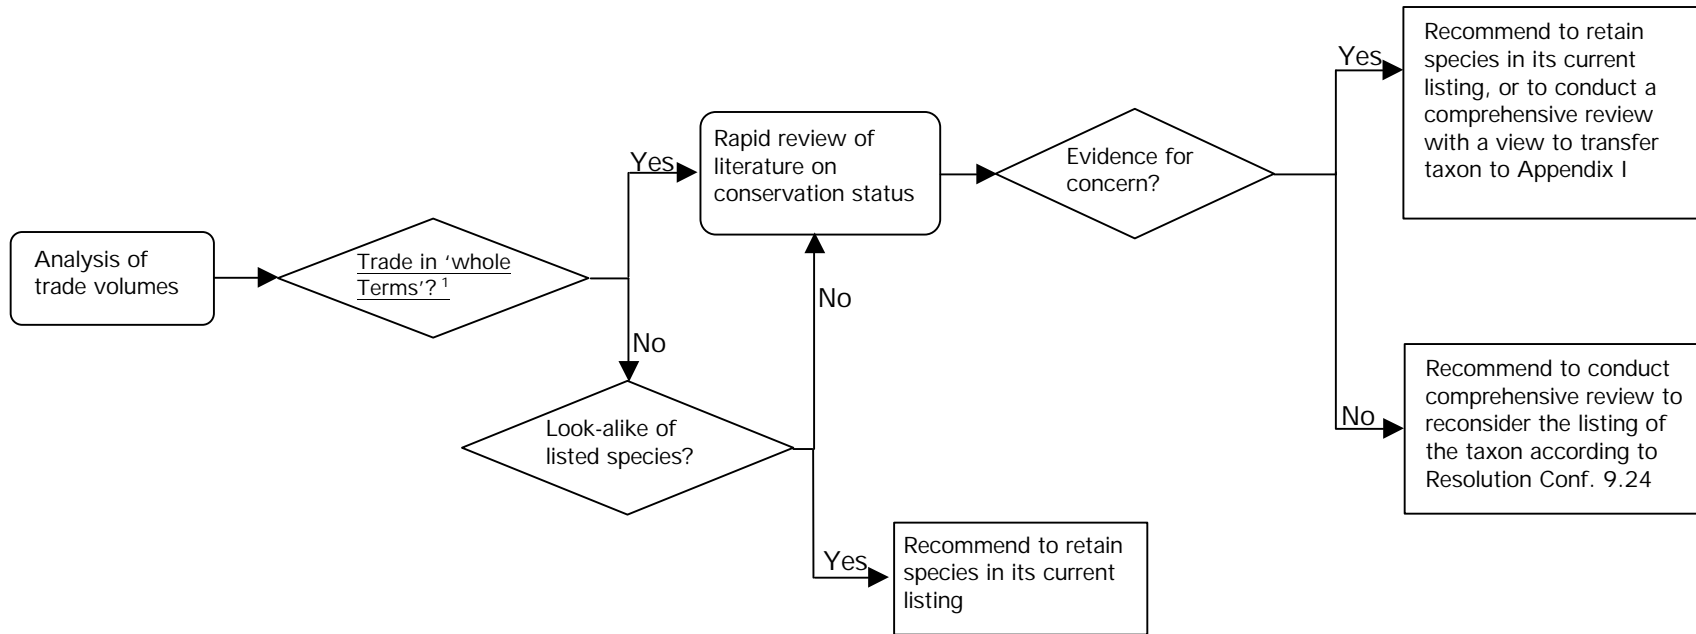 Analysis of
trade volumes
Trade in ‘whole
Terms’? 1
Yes
No
Look-alike of
listed species?
Rapid review of
literature on
conservation status
No
Yes
Recommend to retain
species in its current
listing
Evidence for
concern?
Yes
Recommend to retain
species in its current
listing, or to conduct a
comprehensive review
with a view to transfer
taxon to Appendix I
No
Recommend to conduct
comprehensive review to
reconsider the listing of
the taxon according to
Resolution Conf. 9.24